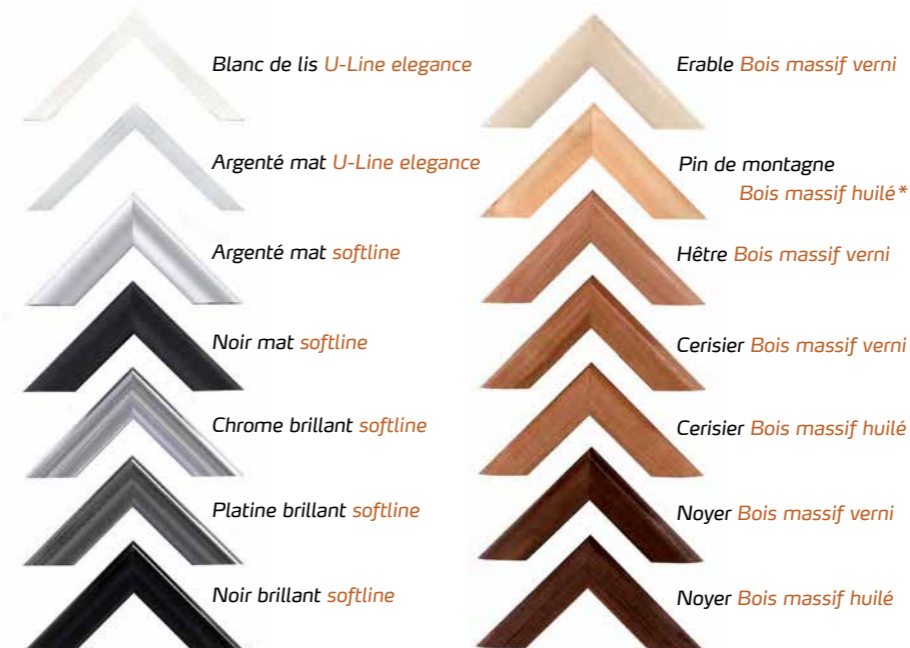 Blanc de lis U-Line elegance
Argenté mat U-Line elegance
Argenté mat softline
Noir mat softline
Chrome brillant softline
Platine brillant softline
Noir brillant softline
Erable Bois massif verni
Pin de montagne
Bois massif huilé*
Hêtre Bois massif verni
Cerisier Bois massif verni
Cerisier Bois massif huilé
Noyer Bois massif verni
Noyer Bois massif huilé